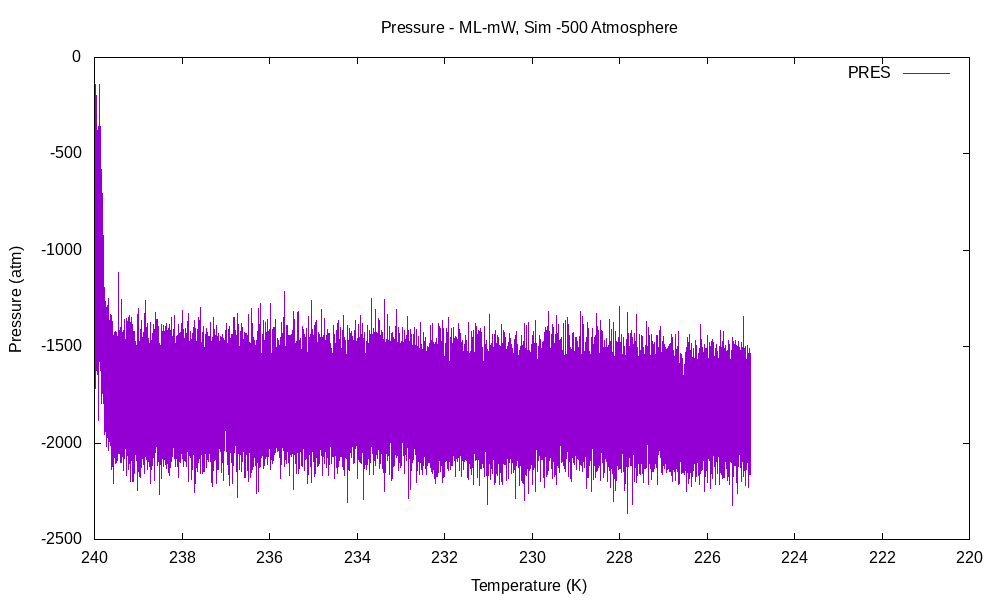 Pressure - ML-mW, Sim -500 Atmosphere
PRES
0
-500
-1000
-1500
-2000
-2500
Pressure (atm)
240 238 236 234 232 230 228 226 224 222 220
Temperature (K)